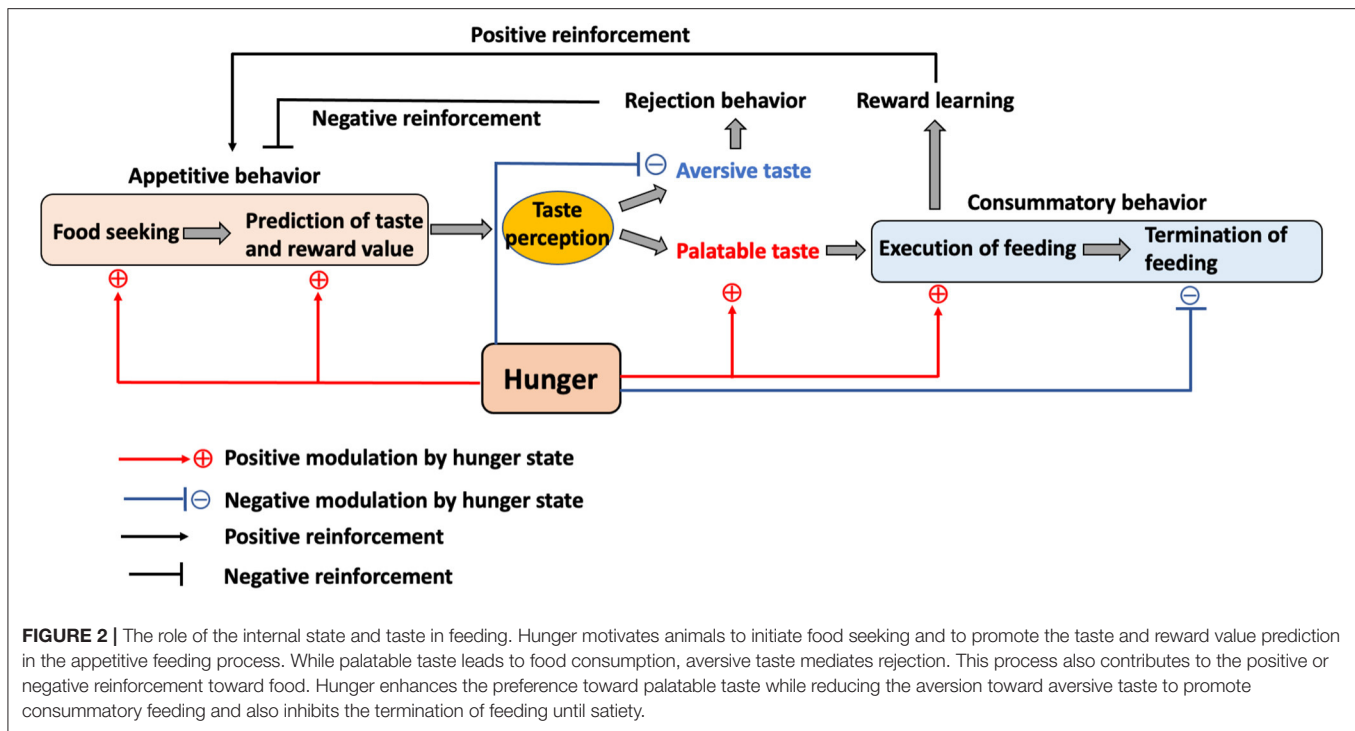 Positive reinforcement
Rejection behavior
Reward learning
Negative reinforcement
Appetitive behavior
⊖ Aversive taste
Consummatory behavior
Food seeking
Prediction of taste
and reward value
Taste
perception
Palatable taste
Execution of feeding
Termination of
feeding
⊕
⊕
⊕
⊕
⊖
Hunger
⊕ Positive modulation by hunger state
⊖ Negative modulation by hunger state
Positive reinforcement
Negative reinforcement
FIGURE 2 | The role of the internal state and taste in feeding. Hunger motivates animals to initiate food seeking and to promote the taste and reward value prediction
in the appetitive feeding process. While palatable taste leads to food consumption, aversive taste mediates rejection. This process also contributes to the positive or
negative reinforcement toward food. Hunger enhances the preference toward palatable taste while reducing the aversion toward aversive taste to promote
consummatory feeding and also inhibits the termination of feeding until satiety.